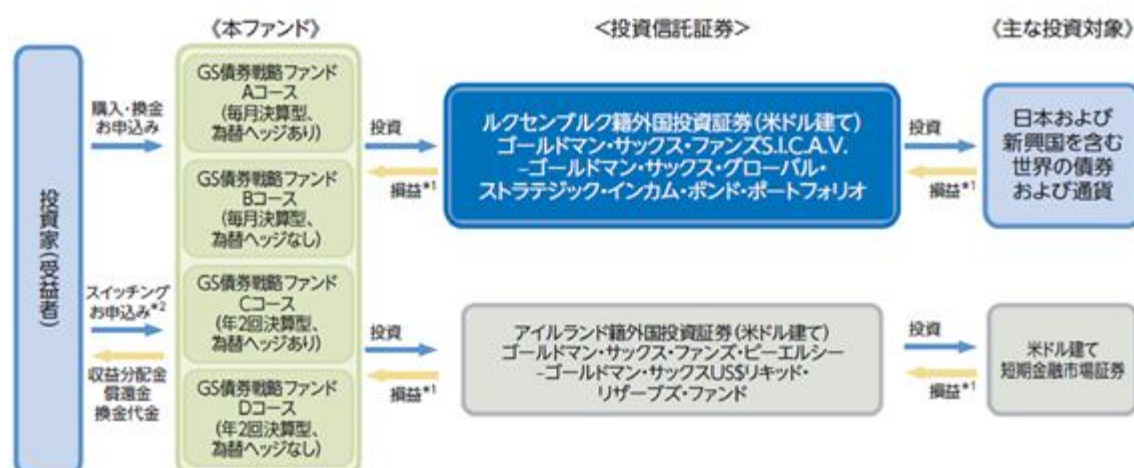 《本ファンド》
<投資信託証券>
《主な投資対象》
投資家(受益者)
購入・換金
お申込み
スイッチング
お申込み*2
収益分配金
償還金
換金代金
GS債券戦略ファンド
Aコース
(毎月決算型、
為替ヘッジあり)
GS債券戦略ファンド
Bコース
(毎月決算型、
為替ヘッジなし)
GS債券戦略ファンド
Cコース
(年2回決算型、
為替ヘッジあり)
GS債券戦略ファンド
Dコース
(年2回決算型、
為替ヘッジなし)
投資
損益*1
ルクセンブルク籍外国投資証券(米ドル建て)
ゴールドマン・サックス・ファンズS.I.C.A.V.
-ゴールドマン・サックス・グローバル・
ストラテジック・インカム・ボンド・ポートフォリオ
投資
損益*1
日本および
新興国を含む
世界の債券
および通貨
投資
損益*1
アイルランド籍外国投資証券(米ドル建て)
ゴールドマン・サックス・ファンズ・ピーエルシー
-ゴールドマン・サックスUS$リキッド・
リザーブズ・ファンド
投資
損益*1
米ドル建て
短期金融市場証券